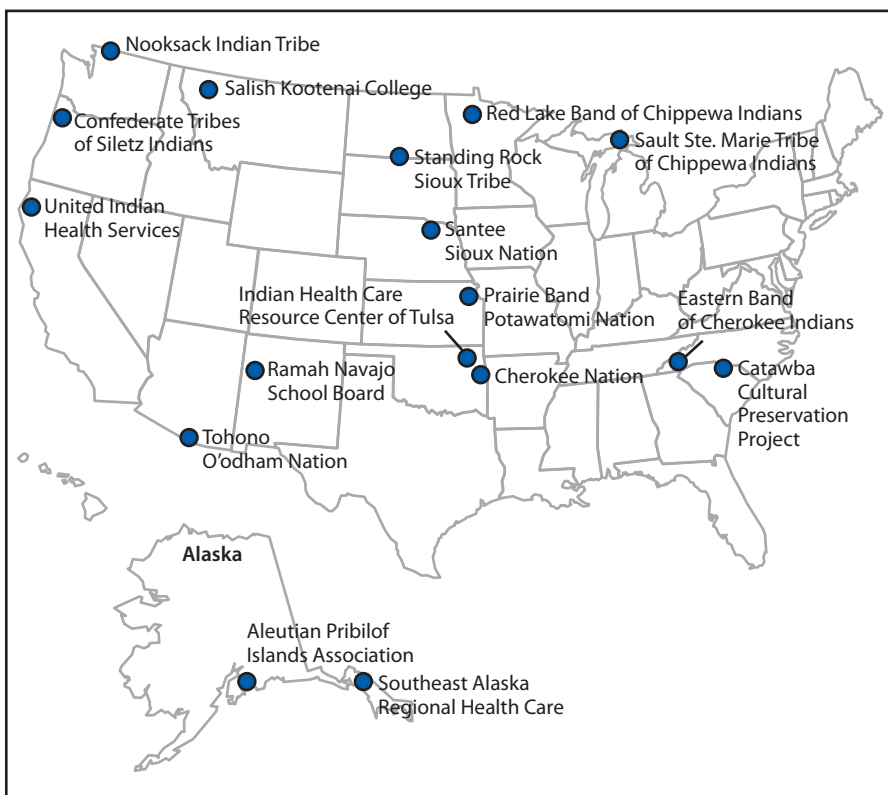 Nooksack Indian Tribe
Salish Kootenai College
Red Lake Band of Chippewa Indians
Confederate Tribes
of Siletz Indians
Sault Ste. Marie Tribe
of Chippewa Indians
Standing Rock
Sioux Tribe
United Indian
Health Services
Santee
Sioux Nation
Indian Health Care
Resource Center of Tulsa
Prairie Band
Potawatomi Nation
Eastern Band
of Cherokee Indians
Ramah Navajo
School Board
Cherokee Nation
Catawba
Cultural
Preservation
Project
Tohono
O'odham Nation
Alaska
Aleutian Pribilof
Islands Association
Southeast Alaska
Regional Health Care